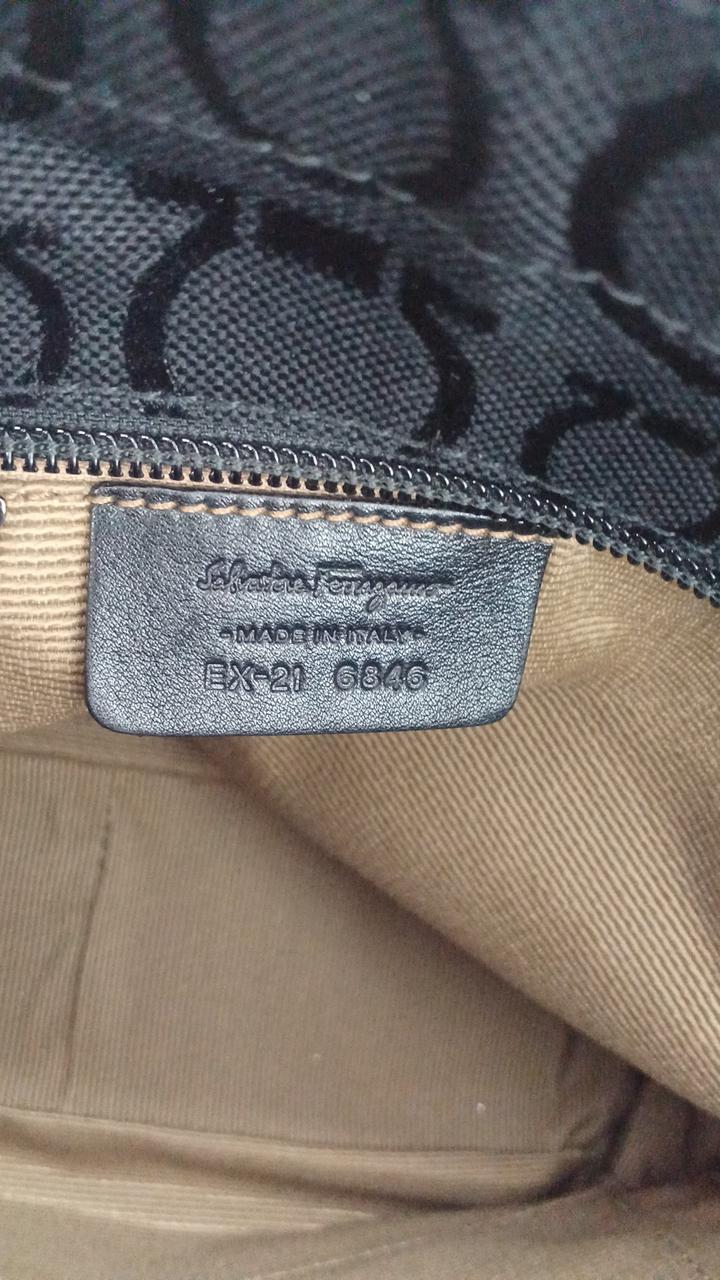 Salvatore Ferragamo
-MADE IN ITALY-
EX-21 6846